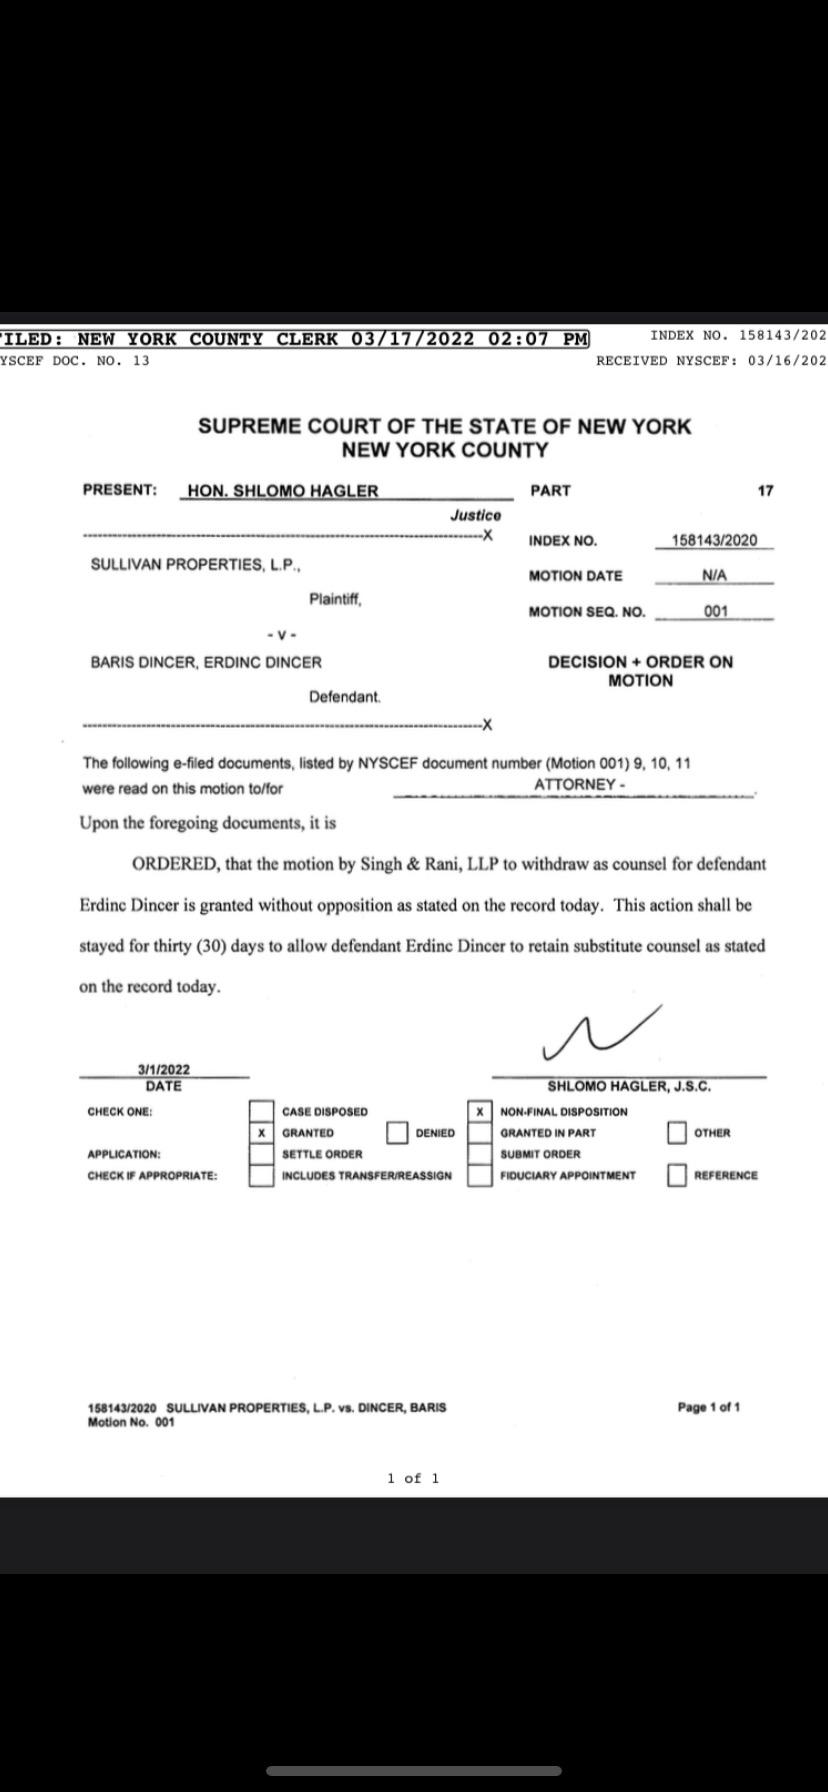 FILED: NEW YORK COUNTY CLERK 03/17/2022 02:07 PM
INDEX NO. 158143/202
YSCEF DOC. NO. 13
RECEIVED NYSCEF: 03/16/202
SUPREME COURT OF THE STATE OF NEW YORK
NEW YORK COUNTY
PRESENT: HON. SHLOMO HAGLER PART 17
Justice
-----X
INDEX NO. 158143/2020
SULLIVAN PROPERTIES, L.P.,
MOTION DATE N/A
Plaintiff,
MOTION SEQ. NO. 001
- v -
BARIS DINCER, ERDINC DINCER
DECISION + ORDER ON
MOTION
Defendant.
-----X
The following e-filed documents, listed by NYSCEF document number (Motion 001) 9, 10, 11
were read on this motion to/for ATTORNEY - .
Upon the foregoing documents, it is
ORDERED, that the motion by Singh & Rani, LLP to withdraw as counsel for defendant
Erdinc Dincer is granted without opposition as stated on the record today. This action shall be
stayed for thirty (30) days to allow defendant Erdinc Dincer to retain substitute counsel as stated
on the record today.
3/1/2022
DATE
SHLOMO HAGLER, J.S.C.
CHECK ONE: CASE DISPOSED X NON-FINAL DISPOSITION
X GRANTED DENIED GRANTED IN PART OTHER
APPLICATION: SETTLE ORDER SUBMIT ORDER
CHECK IF APPROPRIATE: INCLUDES TRANSFER/REASSIGN FIDUCIARY APPOINTMENT REFERENCE
158143/2020 SULLIVAN PROPERTIES, L.P. vs. DINCER, BARIS
Motion No. 001
Page 1 of 1
1 of 1